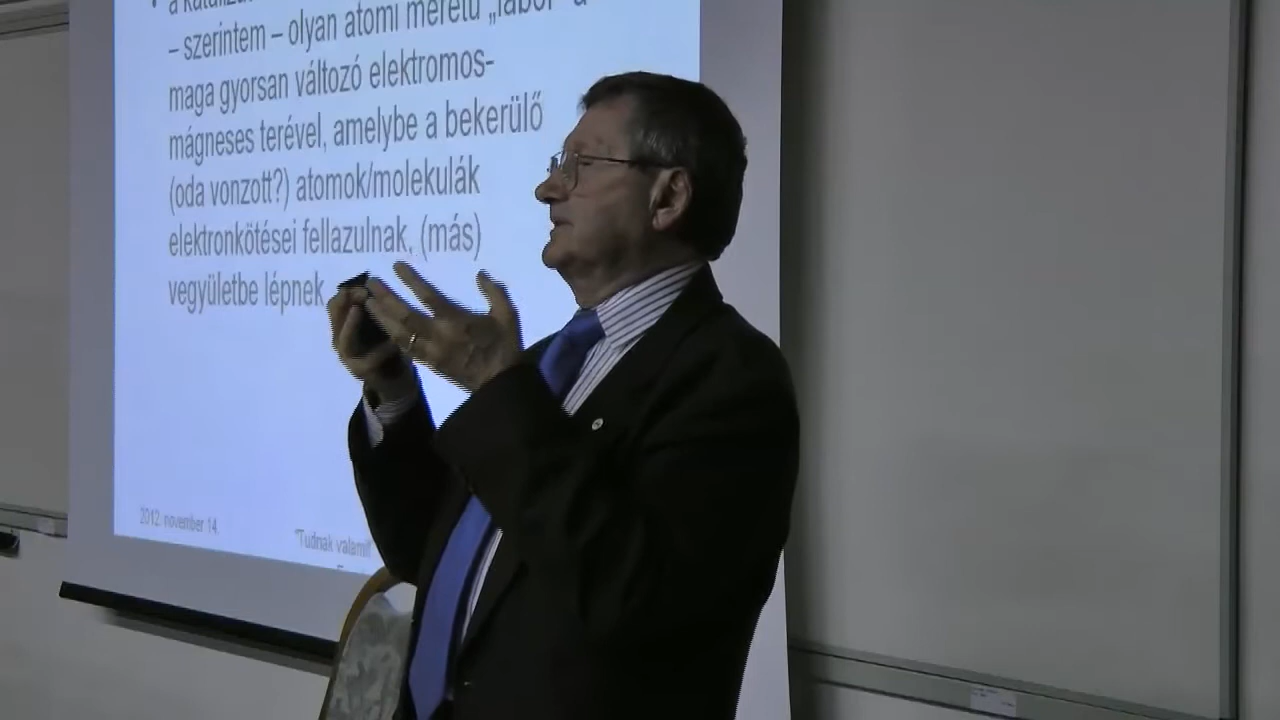 – szerintem – olyan atomi méretű „labor" a
maga gyorsan változó elektromos-
mágneses terével, amelybe a bekerülő
(oda vonzott?) atomok/molekulák
elektronkötései fellazulnak, (más)
vegyületbe lépnek
2012. november 14.
"Tudnak valamit